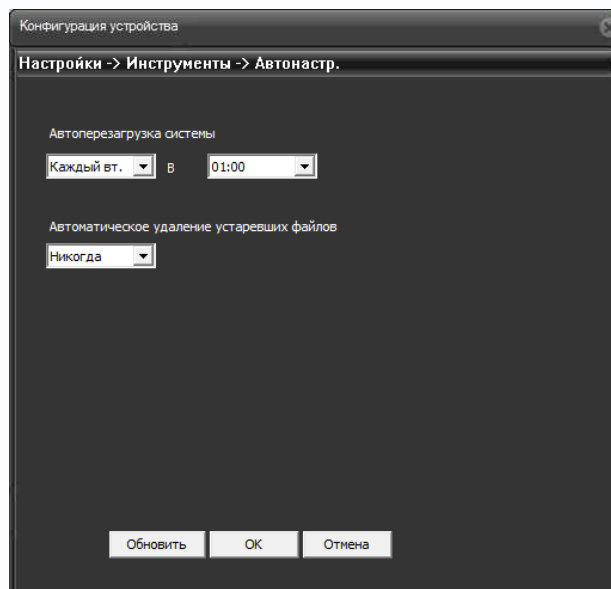 Конфигурация устройства
Настройки -> Инструменты -> Автонастр.
Автоперезагрузка системы
Каждый вт. В 01:00
Автоматическое удаление устаревших файлов
Никогда
Обновить OK Отмена